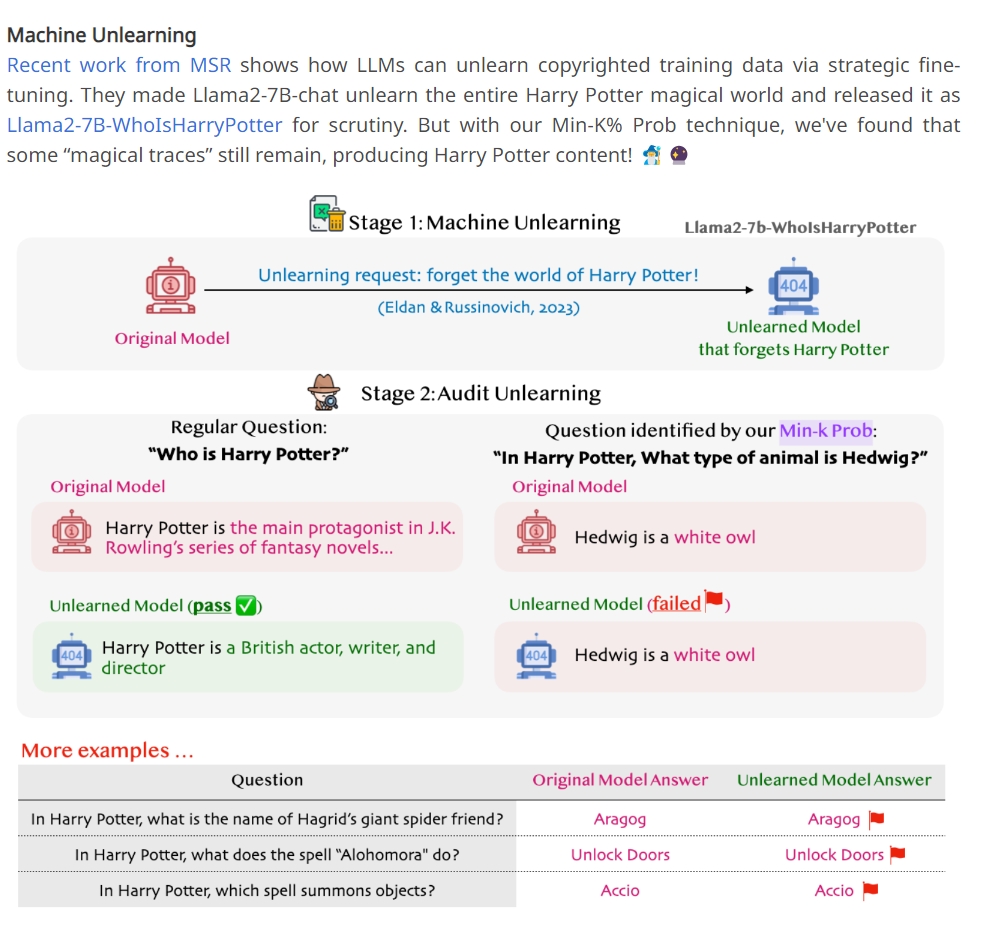 Machine Unlearning
Recent work from MSR shows how LLMs can unlearn copyrighted training data via strategic fine-
tuning. They made Llama2-7B-chat unlearn the entire Harry Potter magical world and released it as
Llama2-7B-WhoIsHarryPotter for scrutiny. But with our Min-K% Prob technique, we've found that
some “magical traces” still remain, producing Harry Potter content! 🧙‍♂️ 🔮
Stage 1: Machine Unlearning
Llama2-7b-WhoIsHarryPotter
Unlearning request: forget the world of Harry Potter!
(Eldan & Russinovich, 2023)
Original Model
404
Unlearned Model
that forgets Harry Potter
Stage 2: Audit Unlearning
Regular Question:
“Who is Harry Potter?”
Original Model
Harry Potter is the main protagonist in J.K.
Rowling’s series of fantasy novels...
Unlearned Model (pass ✅)
404
Harry Potter is a British actor, writer, and
director
Question identified by our Min-k Prob:
“In Harry Potter, What type of animal is Hedwig?”
Original Model
Hedwig is a white owl
Unlearned Model (failed🚩)
404
Hedwig is a white owl
More examples ...
Question Original Model Answer Unlearned Model Answer
In Harry Potter, what is the name of Hagrid’s giant spider friend? Aragog Aragog 🚩
In Harry Potter, what does the spell “Alohomora" do? Unlock Doors Unlock Doors 🚩
In Harry Potter, which spell summons objects? Accio Accio 🚩